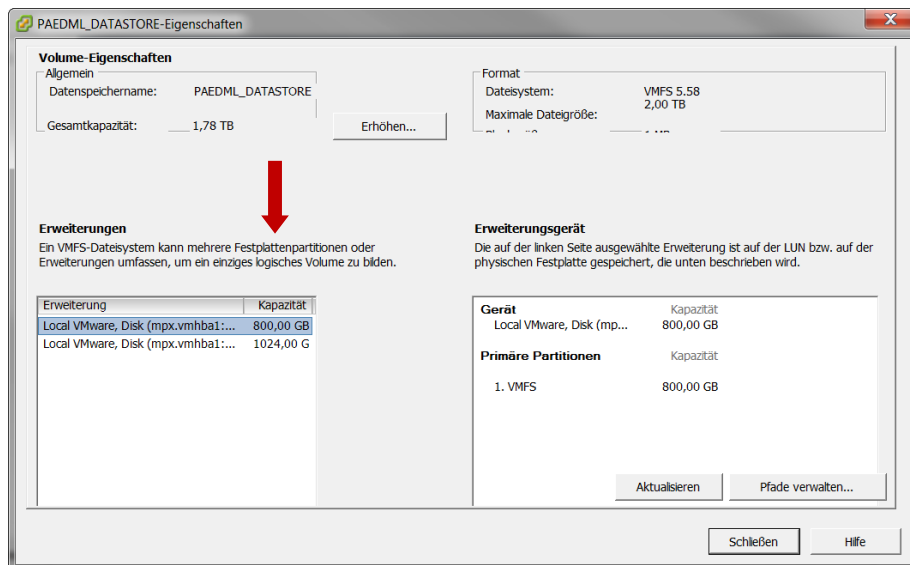 PAEDML_DATASTORE-Eigenschaften
Volume-Eigenschaften
Allgemein
Datenspeichername: PAEDML_DATASTORE
Gesamtkapazität: 1,78 TB
Erhöhen...
Format
Dateisystem: VMFS 5.58
Maximale Dateigröße: 2,00 TB
Erweiterungen
Ein VMFS-Dateisystem kann mehrere Festplattenpartitionen oder
Erweiterungen umfassen, um ein einziges logisches Volume zu bilden.
Erweiterung Kapazität
Local VMware, Disk (mpx.vmhba1:... 800,00 GB
Local VMware, Disk (mpx.vmhba1:... 1024,00 G
Erweiterungsgerät
Die auf der linken Seite ausgewählte Erweiterung ist auf der LUN bzw. auf der
physischen Festplatte gespeichert, die unten beschrieben wird.
Gerät Kapazität
Local VMware, Disk (mp... 800,00 GB
Primäre Partitionen Kapazität
1. VMFS 800,00 GB
Aktualisieren
Pfade verwalten...
Schließen
Hilfe